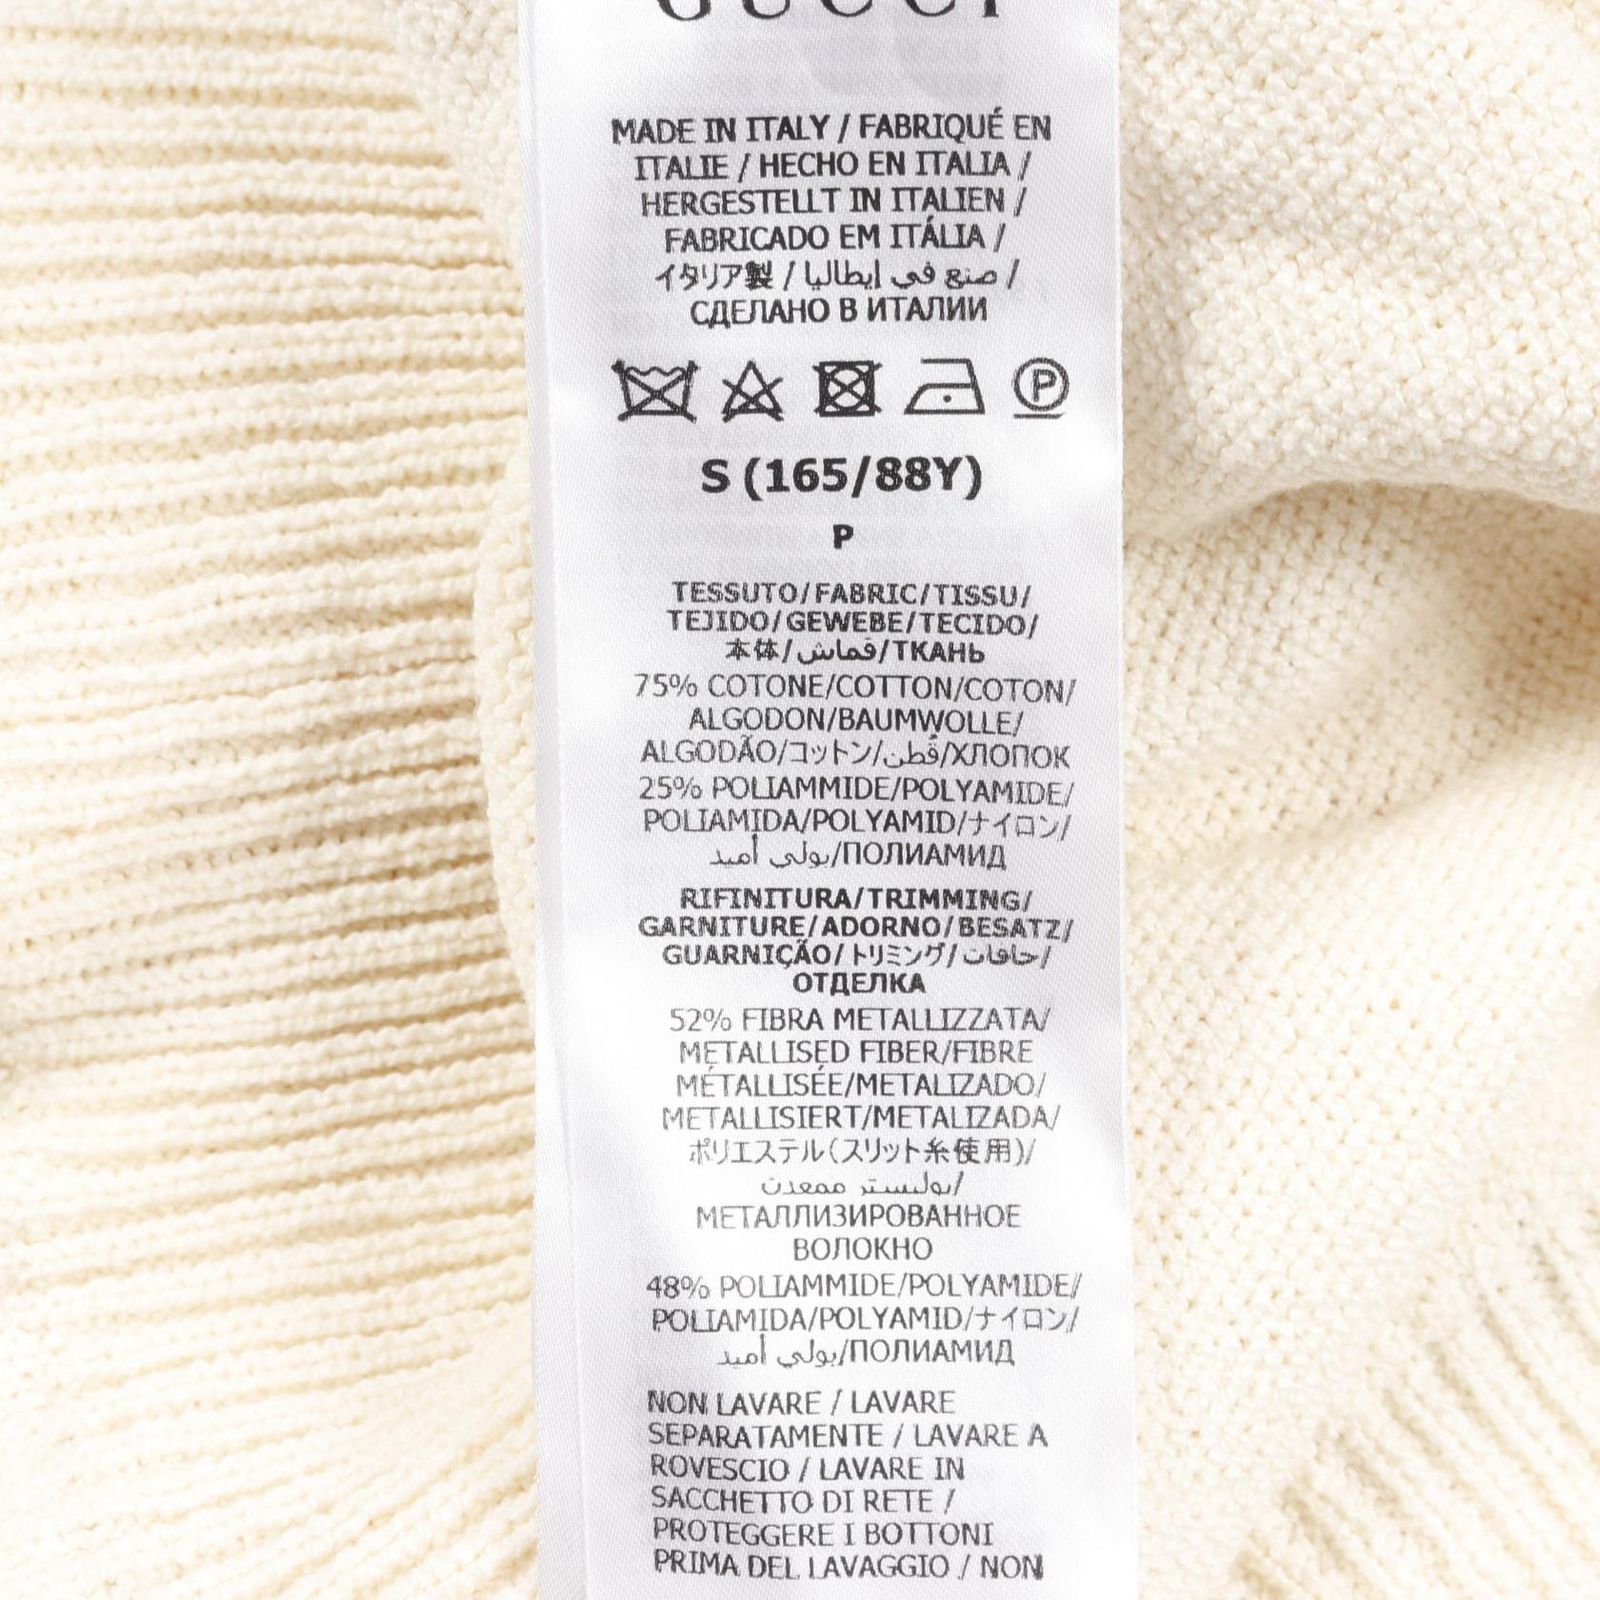 GUCCI
MADE IN ITALY / FABRIQUÉ EN
ITALIE / HECHO EN ITALIA /
HERGESTELLT IN ITALIEN /
FABRICADO EM ITÁLIA /
イタリア製 / صنع في إيطاليا /
СДЕЛАНО В ИТАЛИИ
P
S (165/88Y)
P
TESSUTO/FABRIC/TISSU/
TEJIDO/GEWEBE/TECIDO/
本体/قماش/ТКАНЬ
75% COTONE/COTTON/COTON/
ALGODON/BAUMWOLLE/
ALGODÃO/コットン/قطن/ХЛОПОК
25% POLIAMMIDE/POLYAMIDE/
POLIAMIDA/POLYAMID/ナイロン/
بولي أميد/ПОЛИАМИД
RIFINITURA/TRIMMING/
GARNITURE/ADORNO/BESATZ/
GUARNIÇÃO/トリミング/حافات/
ОТДЕЛКА
52% FIBRA METALLIZZATA/
METALLISED FIBER/FIBRE
MÉTALLISÉE/METALIZADO/
METALLISIERT/METALIZADA/
ポリエステル(スリット糸使用)/
بوليستر ممعدن/
МЕТАЛЛИЗИРОВАННОЕ
ВОЛОКНО
48% POLIAMMIDE/POLYAMIDE/
POLIAMIDA/POLYAMID/ナイロン/
بولي أميد/ПОЛИАМИД
NON LAVARE / LAVARE
SEPARATAMENTE / LAVARE A
ROVESCIO / LAVARE IN
SACCHETTO DI RETE /
PROTEGGERE I BOTTONI
PRIMA DEL LAVAGGIO / NON